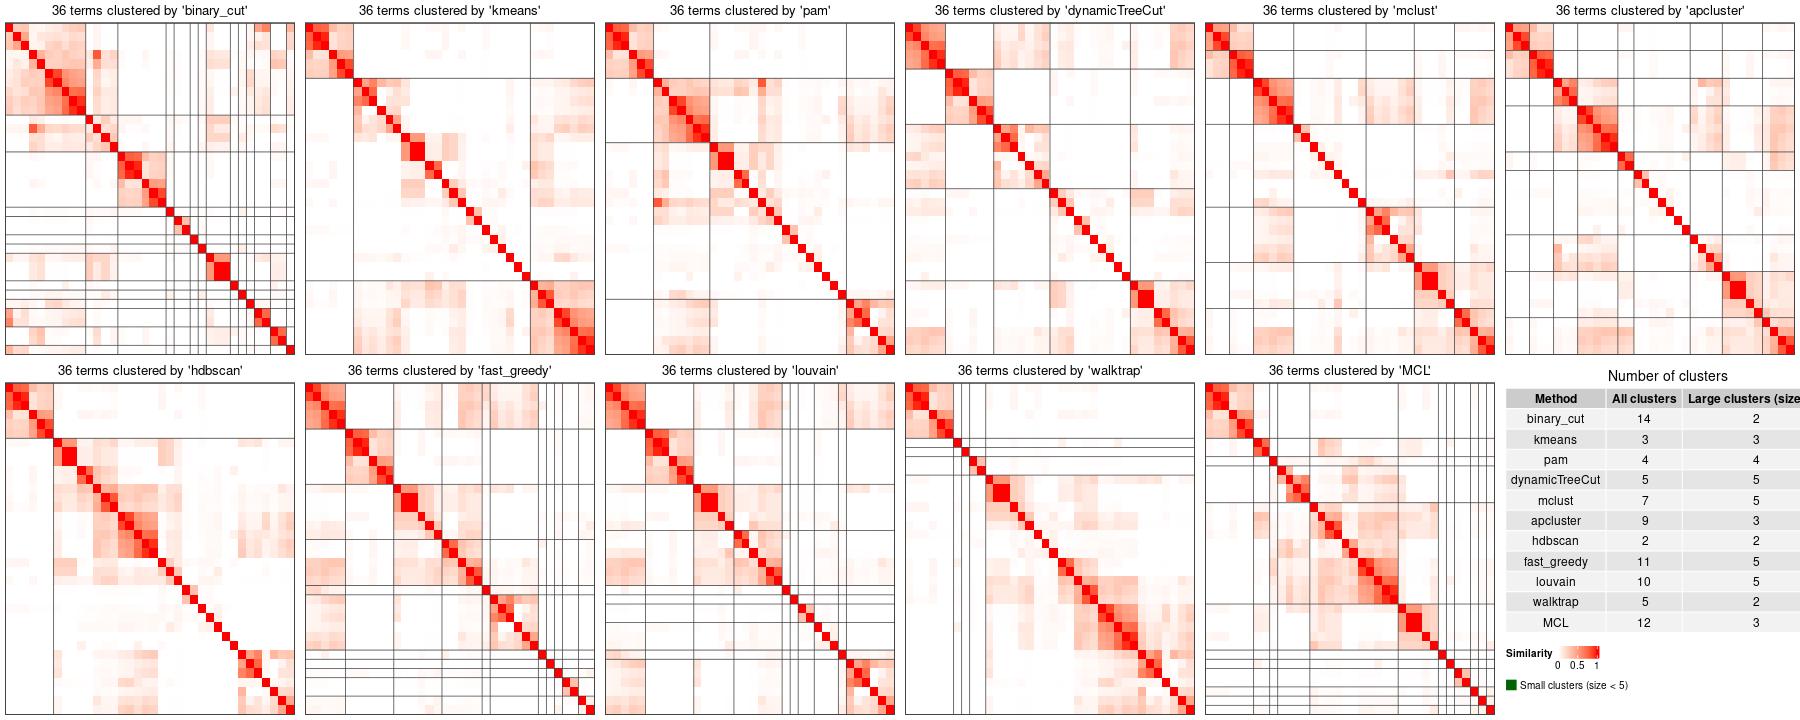 36 terms clustered by 'binary_cut'
36 terms clustered by 'kmeans'
36 terms clustered by 'pam'
36 terms clustered by 'dynamicTreeCut'
36 terms clustered by 'mclust'
36 terms clustered by 'apcluster'
36 terms clustered by 'hdbscan'
36 terms clustered by 'fast_greedy'
36 terms clustered by 'louvain'
36 terms clustered by 'walktrap'
36 terms clustered by 'MCL'
Number of clusters
Method All clusters Large clusters (size
binary_cut 14 2
kmeans 3 3
pam 4 4
dynamicTreeCut 5 5
mclust 7 5
apcluster 9 3
hdbscan 2 2
fast_greedy 11 5
louvain 10 5
walktrap 5 2
MCL 12 3
Similarity
0 0.5 1
Small clusters (size < 5)